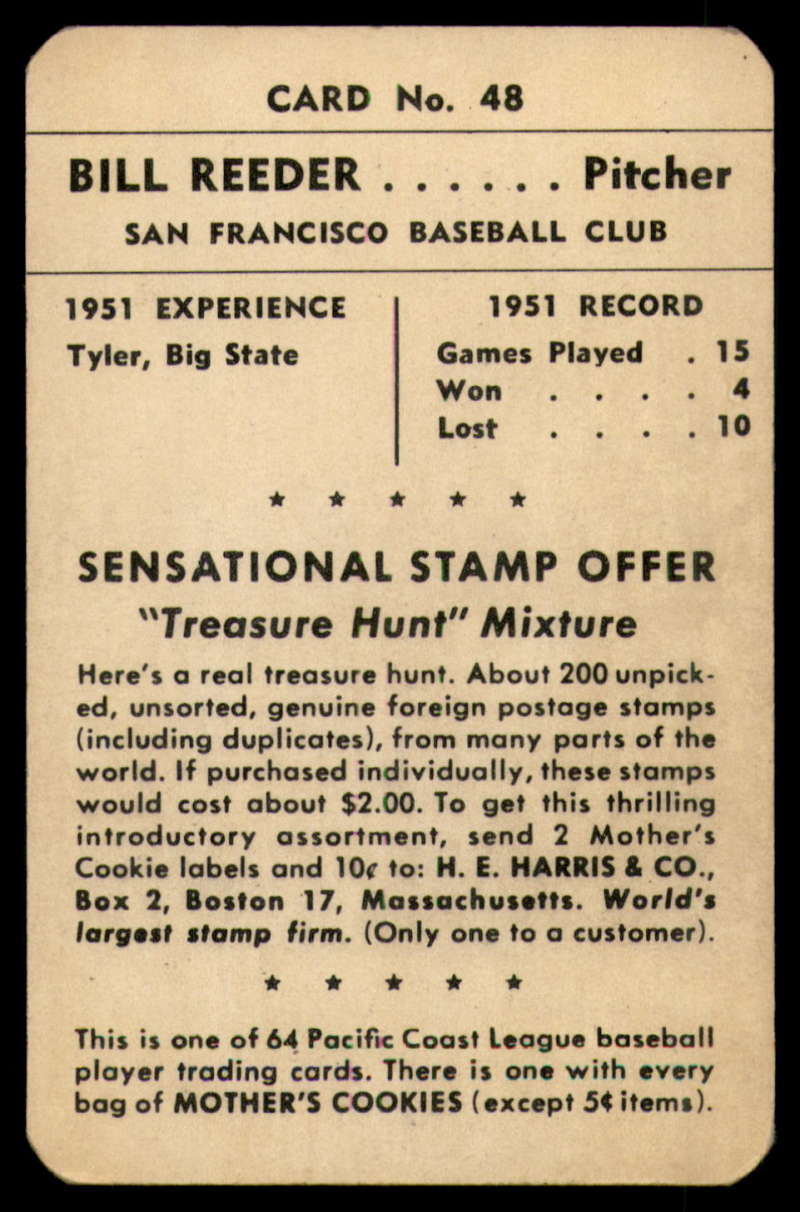 CARD No. 48
BILL REEDER . . . . . . Pitcher
SAN FRANCISCO BASEBALL CLUB
1951 EXPERIENCE
Tyler, Big State
1951 RECORD
Games Played . 15
Won . . . . 4
Lost . . . . 10
★ ★ ★ ★ ★
SENSATIONAL STAMP OFFER
"Treasure Hunt" Mixture
Here's a real treasure hunt. About 200 unpick-
ed, unsorted, genuine foreign postage stamps
(including duplicates), from many parts of the
world. If purchased individually, these stamps
would cost about $2.00. To get this thrilling
introductory assortment, send 2 Mother's
Cookie labels and 10¢ to: H. E. HARRIS & CO.,
Box 2, Boston 17, Massachusetts. World's
largest stamp firm. (Only one to a customer).
★ ★ ★ ★ ★
This is one of 64 Pacific Coast League baseball
player trading cards. There is one with every
bag of MOTHER'S COOKIES (except 5¢ items).